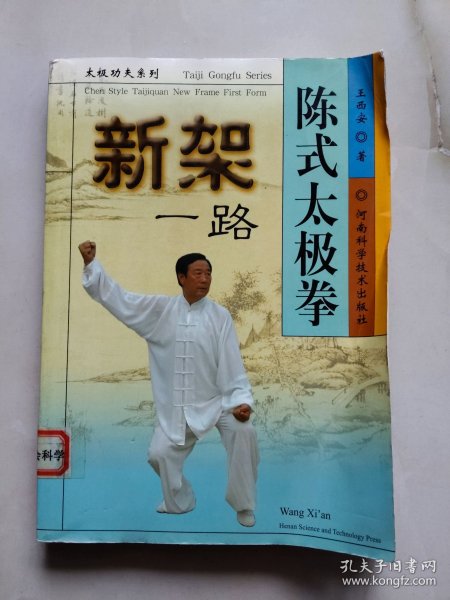 太极功夫系列 Taiji Gongfu Series
Chen Style Taijiquan New Frame First Form
新架
一路
陈式太极拳
王西安 ◎ 著 ◎ 河南科学技术出版社
会科学
Wang Xi'an
Henan Science and Technology Press
孔夫子旧书网
www.kongfz.com